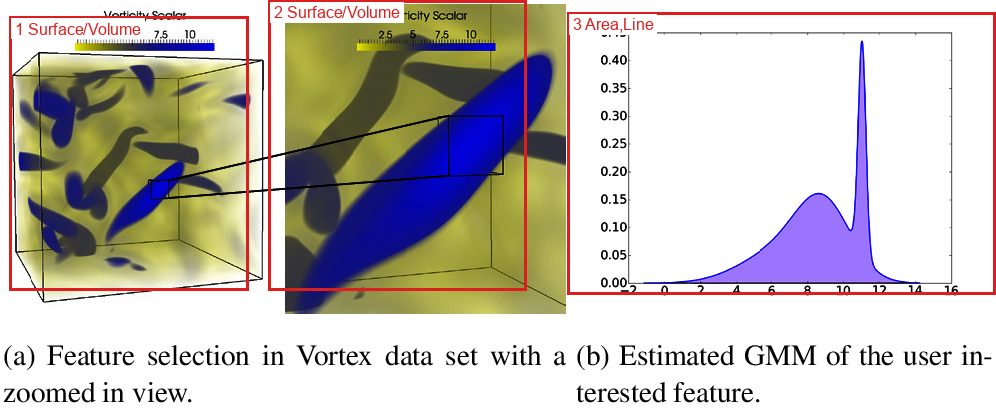 Vorticity Scalar
1 Surface/Volume
7.5 10
2 Surface/Volume
ticity Scalar
2.5 5 7.5 10
3 Area,Line
0.40
0.35
0.30
0.25
0.20
0.15
0.10
0.05
0.00
−2 0 2 4 6 8 10 12 14 16
(a) Feature selection in Vortex data set with a
zoomed in view.
(b) Estimated GMM of the user in-
terested feature.